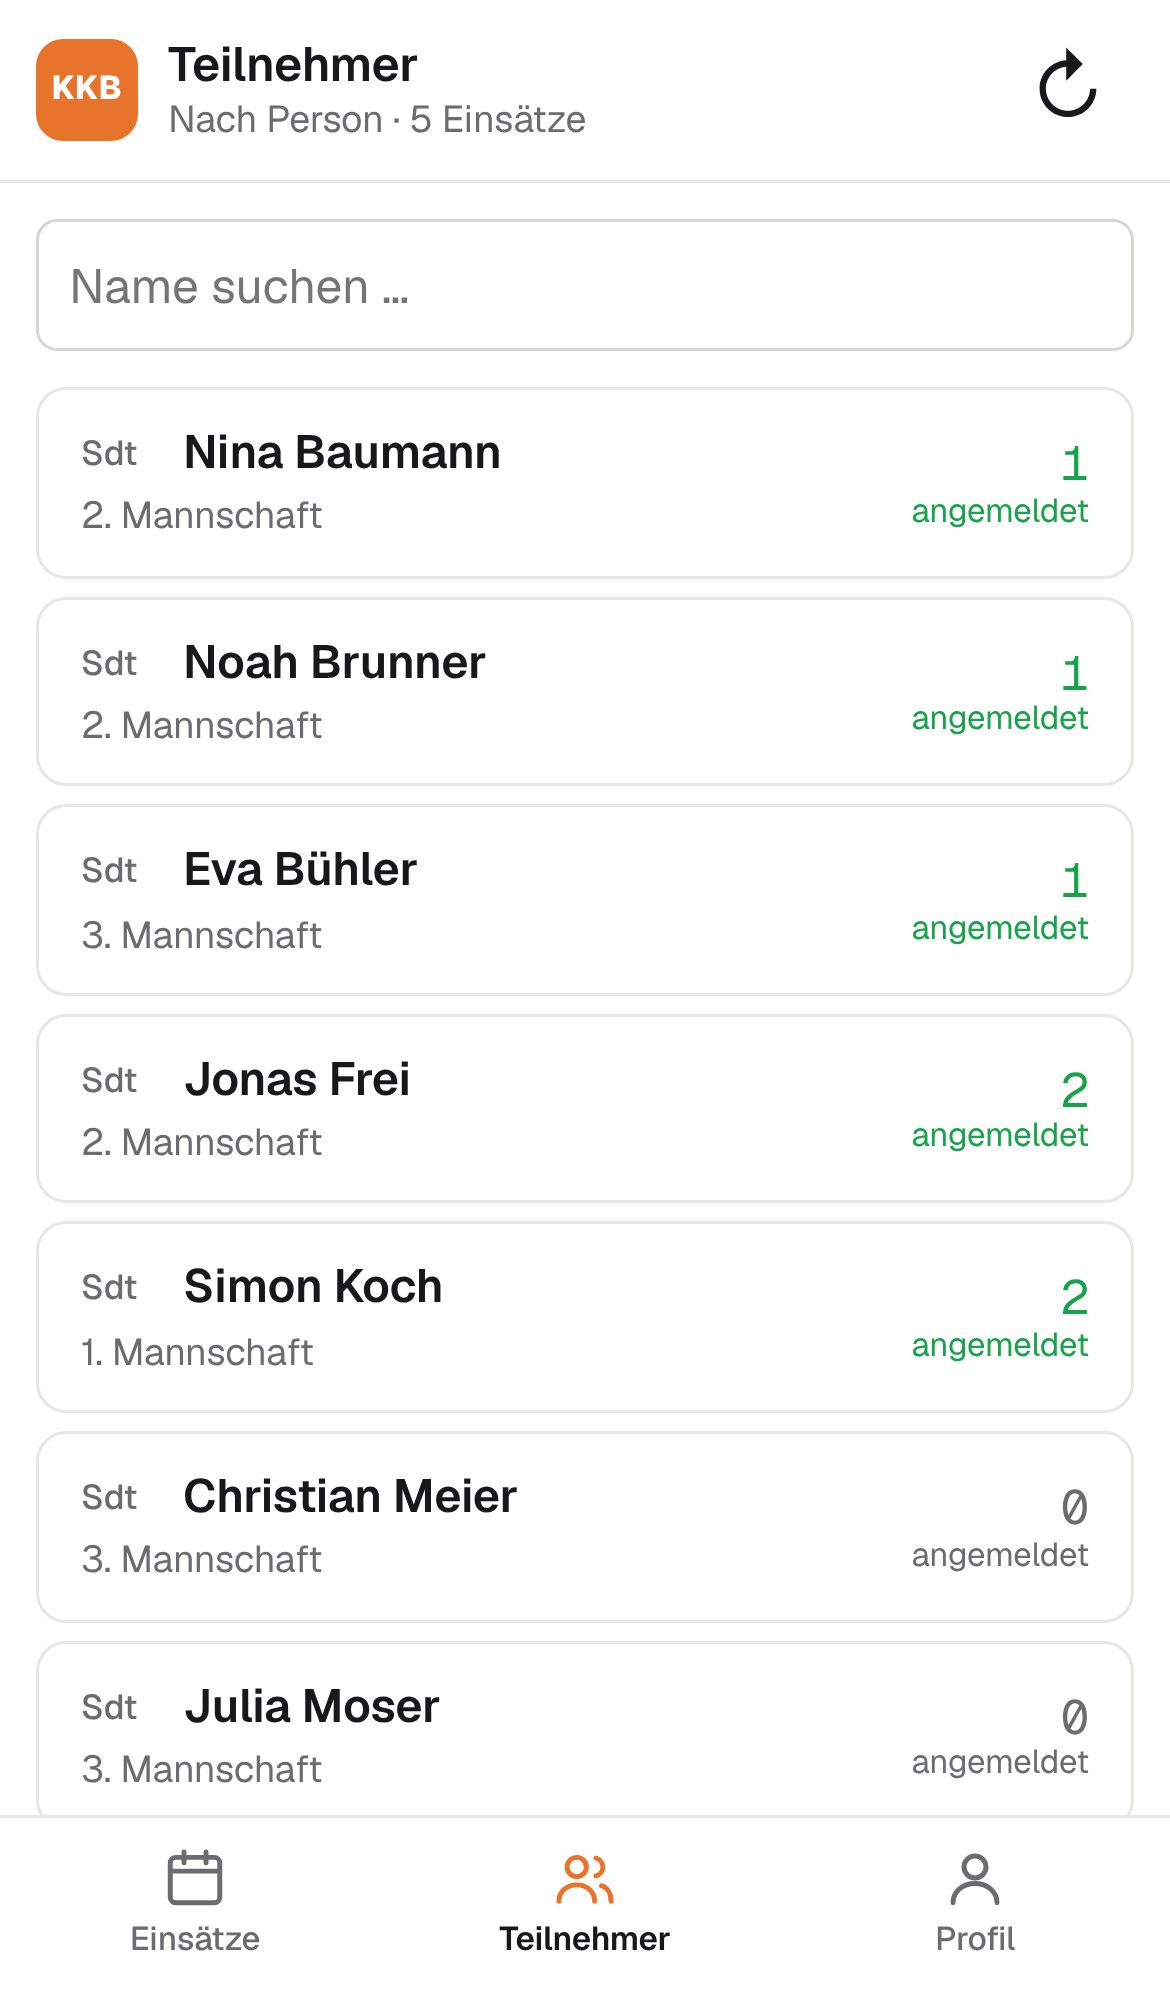 KKB
Teilnehmer
Nach Person · 5 Einsätze
Name suchen ...
Sdt Nina Baumann
2. Mannschaft
1
angemeldet
Sdt Noah Brunner
2. Mannschaft
1
angemeldet
Sdt Eva Bühler
3. Mannschaft
1
angemeldet
Sdt Jonas Frei
2. Mannschaft
2
angemeldet
Sdt Simon Koch
1. Mannschaft
2
angemeldet
Sdt Christian Meier
3. Mannschaft
0
angemeldet
Sdt Julia Moser
3. Mannschaft
0
angemeldet
Einsätze
Teilnehmer
Profil